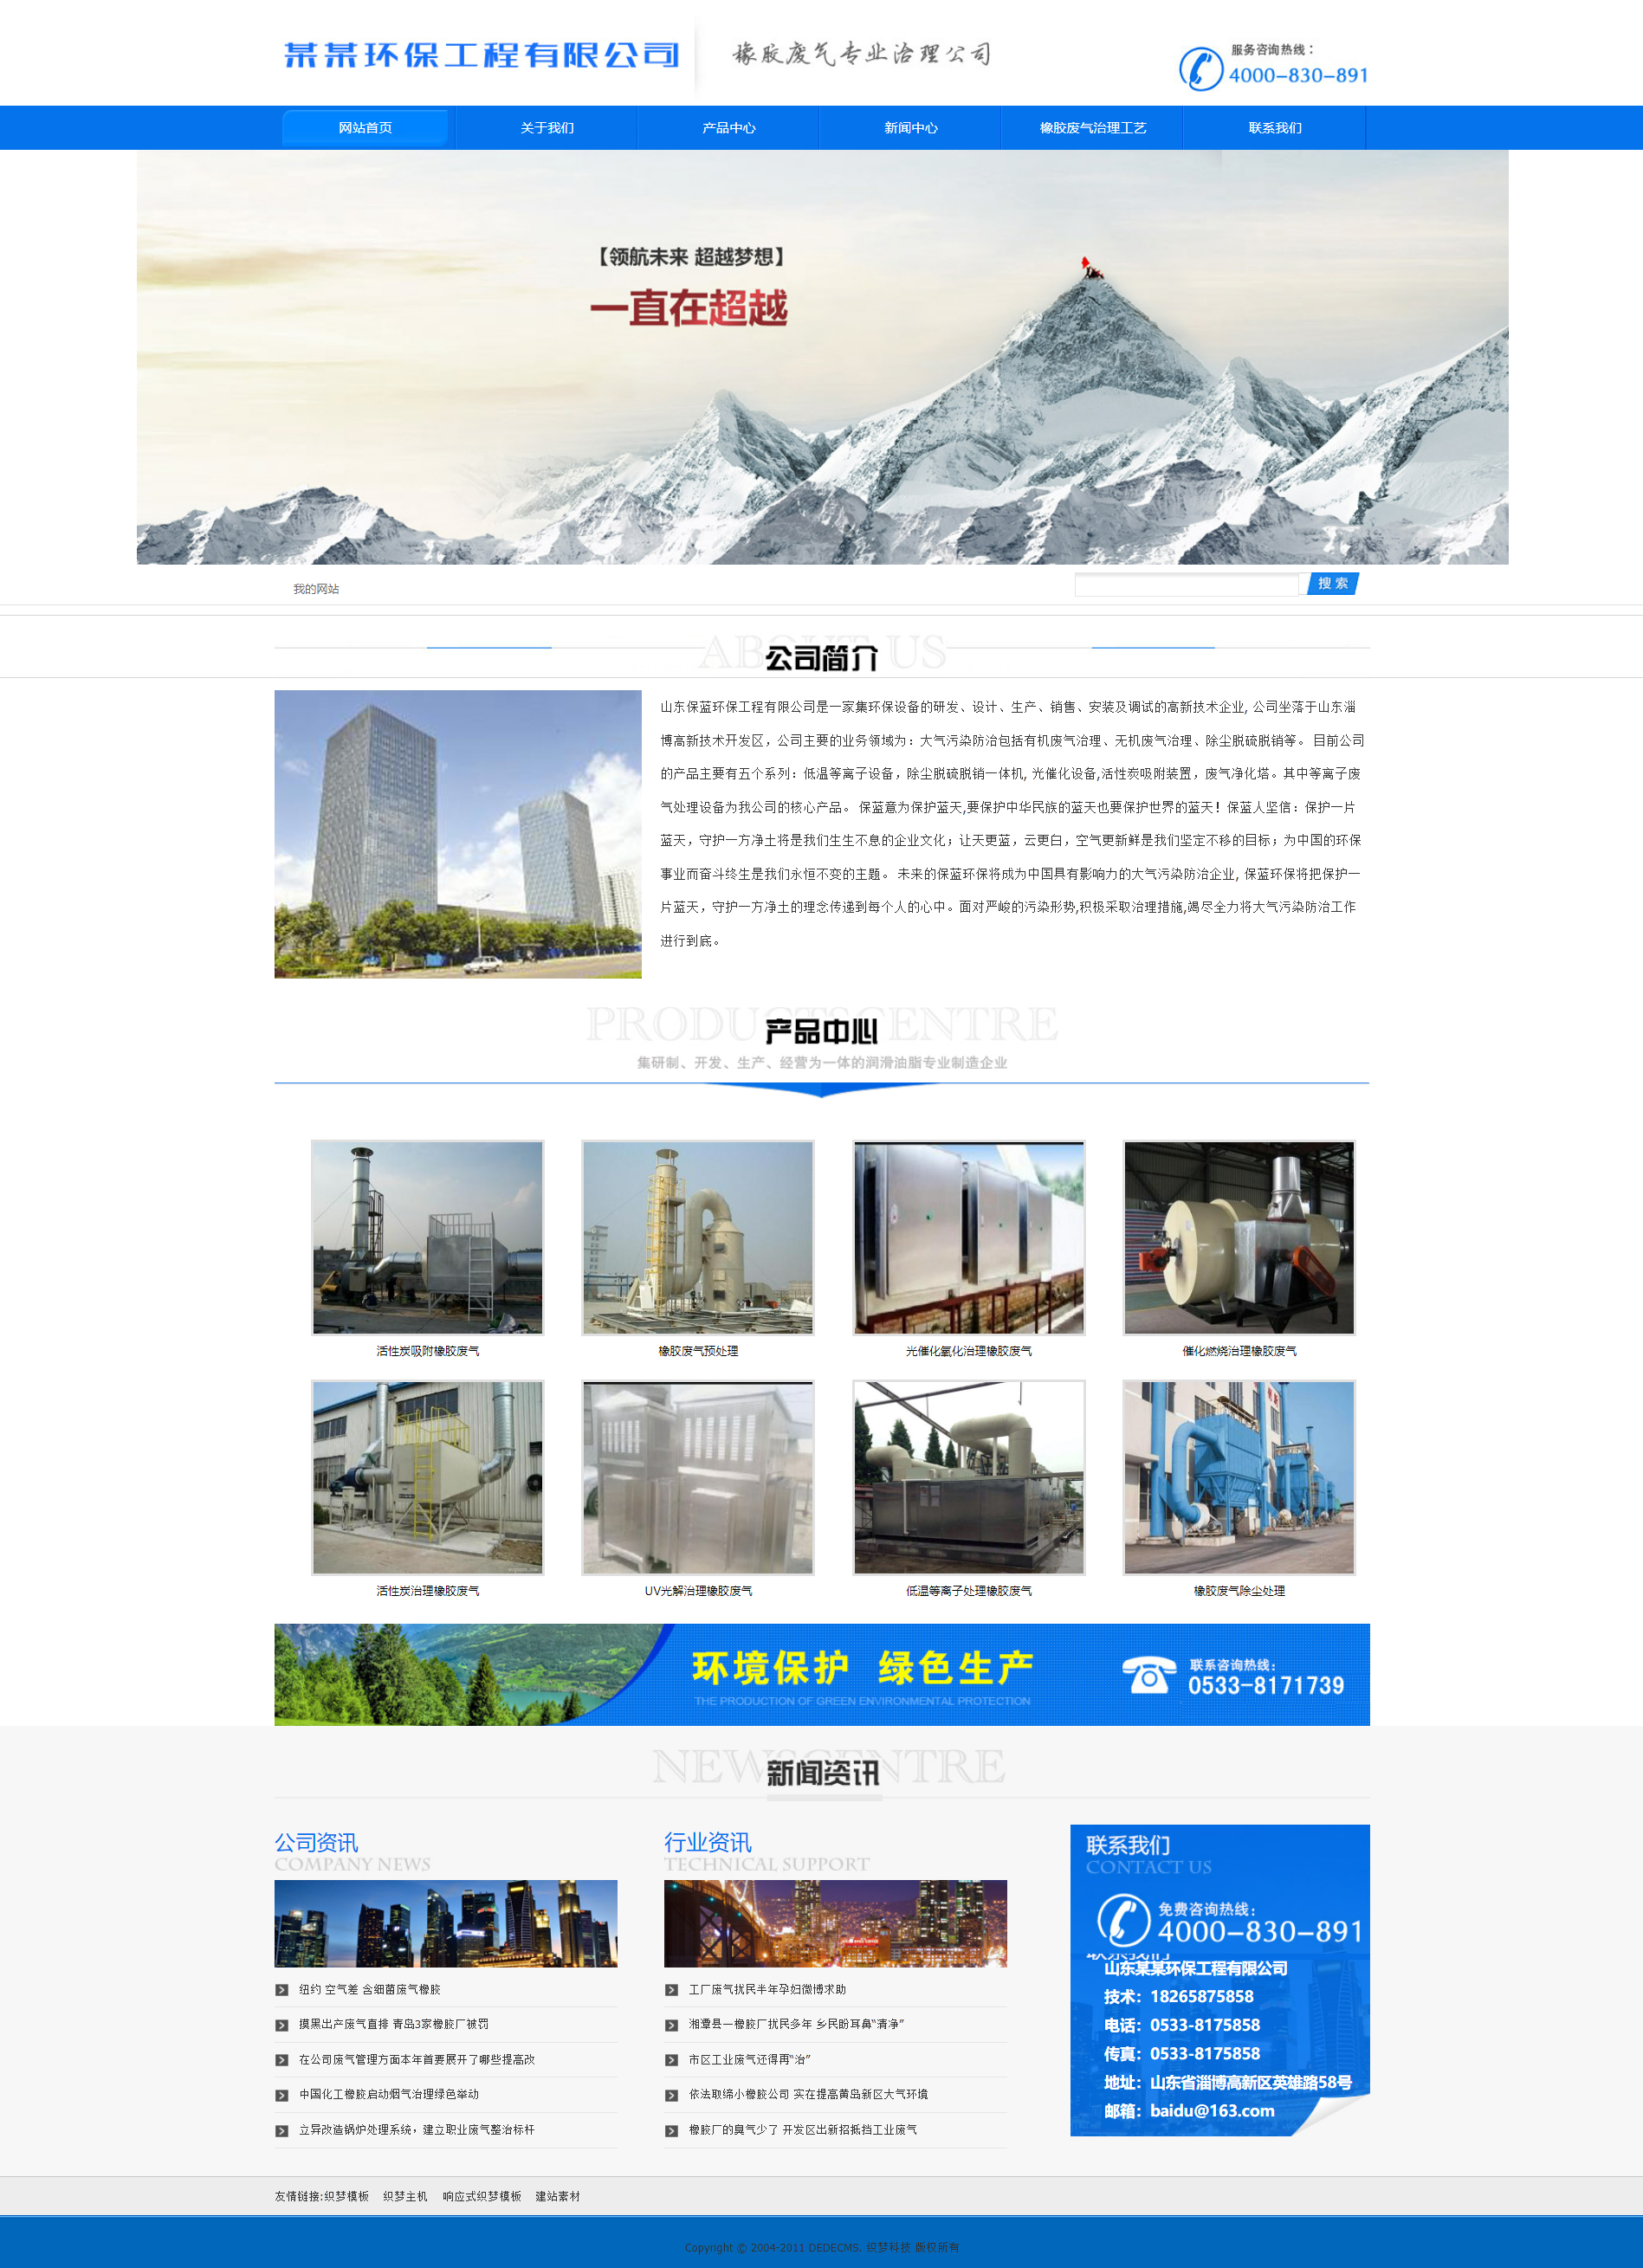 某某环保工程有限公司
橡胶废气专业治理公司
服务咨询热线：
4000-830-891
网站首页
关于我们
产品中心
新闻中心
橡胶废气治理工艺
联系我们
【领航未来 超越梦想】
一直在超越
我的网站
搜 索
ABOUT US
公司简介
山东保蓝环保工程有限公司是一家集环保设备的研发、设计、生产、销售、安装及调试的高新技术企业, 公司坐落于山东淄
博高新技术开发区，公司主要的业务领域为：大气污染防治包括有机废气治理、无机废气治理、除尘脱硫脱销等。 目前公司
的产品主要有五个系列：低温等离子设备，除尘脱硫脱销一体机, 光催化设备,活性炭吸附装置，废气净化塔。其中等离子废
气处理设备为我公司的核心产品。 保蓝意为保护蓝天,要保护中华民族的蓝天也要保护世界的蓝天！保蓝人坚信：保护一片
蓝天，守护一方净土将是我们生生不息的企业文化；让天更蓝，云更白，空气更新鲜是我们坚定不移的目标；为中国的环保
事业而奋斗终生是我们永恒不变的主题。 未来的保蓝环保将成为中国具有影响力的大气污染防治企业, 保蓝环保将把保护一
片蓝天，守护一方净土的理念传递到每个人的心中。面对严峻的污染形势,积极采取治理措施,竭尽全力将大气污染防治工作
进行到底。
PRODUCTS CENTRE
产品中心
集研制、开发、生产、经营为一体的润滑油脂专业制造企业
活性炭吸附橡胶废气
橡胶废气预处理
光催化氧化治理橡胶废气
催化燃烧治理橡胶废气
活性炭治理橡胶废气
UV光解治理橡胶废气
低温等离子处理橡胶废气
橡胶废气除尘处理
环境保护 绿色生产
THE PRODUCTION OF GREEN ENVIRONMENTAL PROTECTION
联系咨询热线：
0533-8171739
NEWS CENTRE
新闻资讯
公司资讯
COMPANY NEWS
纽约 空气差 含细菌废气橡胶
摸黑出产废气直排 青岛3家橡胶厂被罚
在公司废气管理方面本年首要展开了哪些提高改
中国化工橡胶启动烟气治理绿色举动
立异改造锅炉处理系统，建立职业废气整治标杆
行业资讯
TECHNICAL SUPPORT
工厂废气扰民半年孕妇微博求助
湘潭县一橡胶厂扰民多年 乡民盼耳鼻“清净”
市区工业废气还得再“治”
依法取缔小橡胶公司 实在提高黄岛新区大气环境
橡胶厂的臭气少了 开发区出新招抵挡工业废气
联系我们
CONTACT US
免费咨询热线：
4000-830-891
联系我们
山东某某环保工程有限公司
技术：18265875858
电话：0533-8175858
传真：0533-8175858
地址：山东省淄博高新区英雄路58号
邮箱：baidu@163.com
友情链接:织梦模板 织梦主机 响应式织梦模板 建站素材
Copyright © 2004-2011 DEDECMS. 织梦科技 版权所有